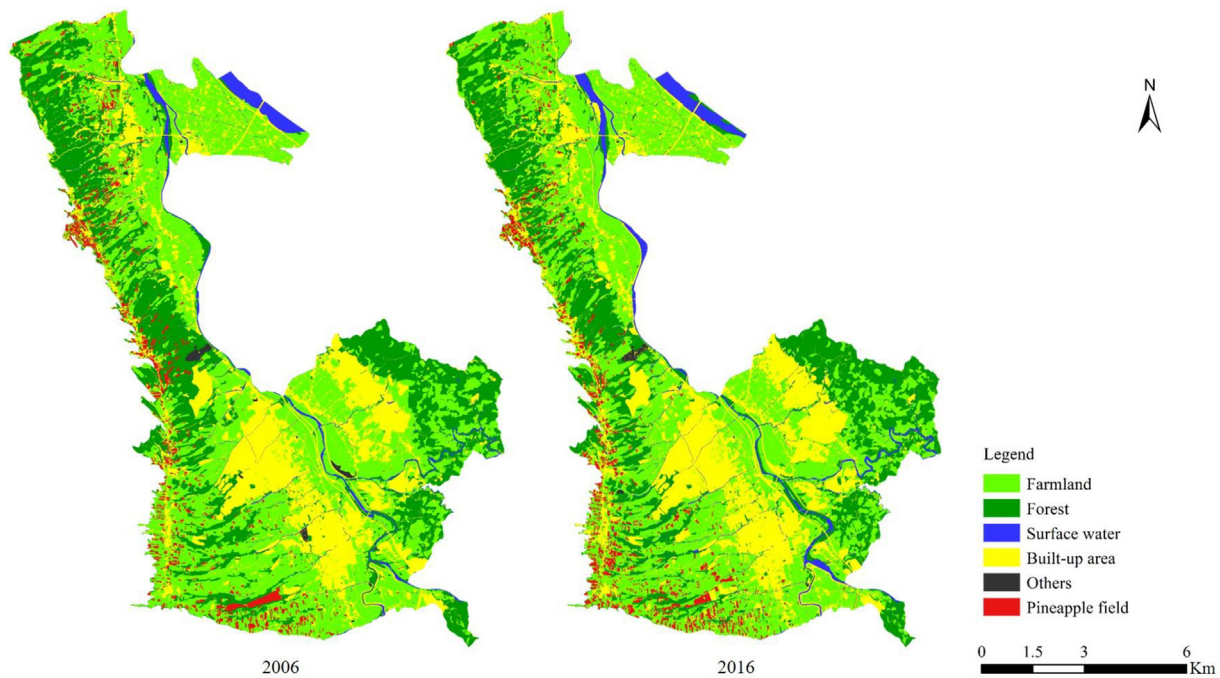 N
Legend
Farmland
Forest
Surface water
Built-up area
Others
Pineapple field
0 1.5 3 6
Km
2006 2016